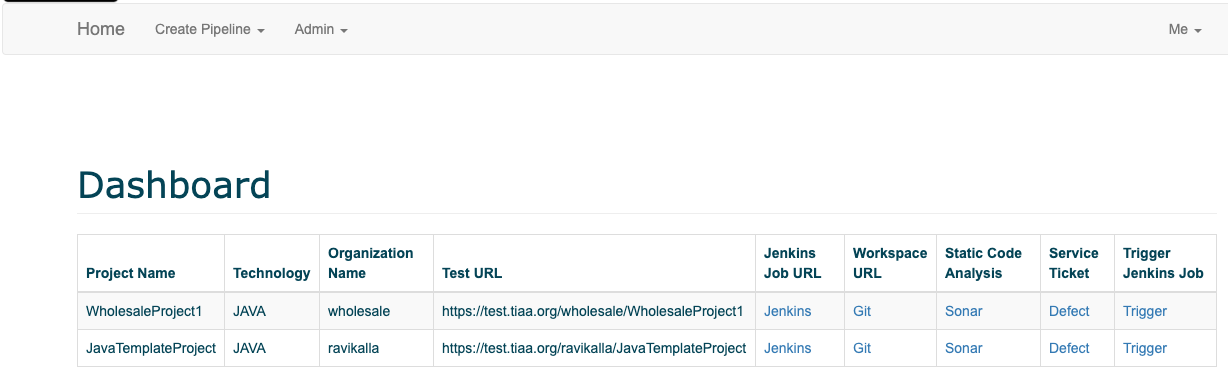 Home Create Pipeline Admin Me
Dashboard
Project Name Technology Organization Name Test URL Jenkins Job URL Workspace URL Static Code Analysis Service Ticket Trigger Jenkins Job
WholesaleProject1 JAVA wholesale https://test.tiaa.org/wholesale/WholesaleProject1 Jenkins Git Sonar Defect Trigger
JavaTemplateProject JAVA ravikalla https://test.tiaa.org/ravikalla/JavaTemplateProject Jenkins Git Sonar Defect Trigger